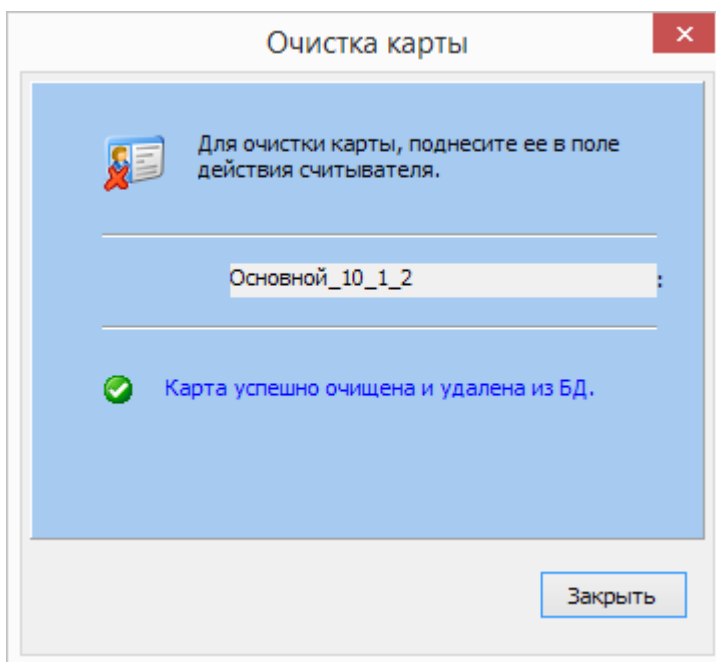 Очистка карты
Для очистки карты, поднесите ее в поле
действия считывателя.
Основной_10_1_2 :
Карта успешно очищена и удалена из БД.
Закрыть